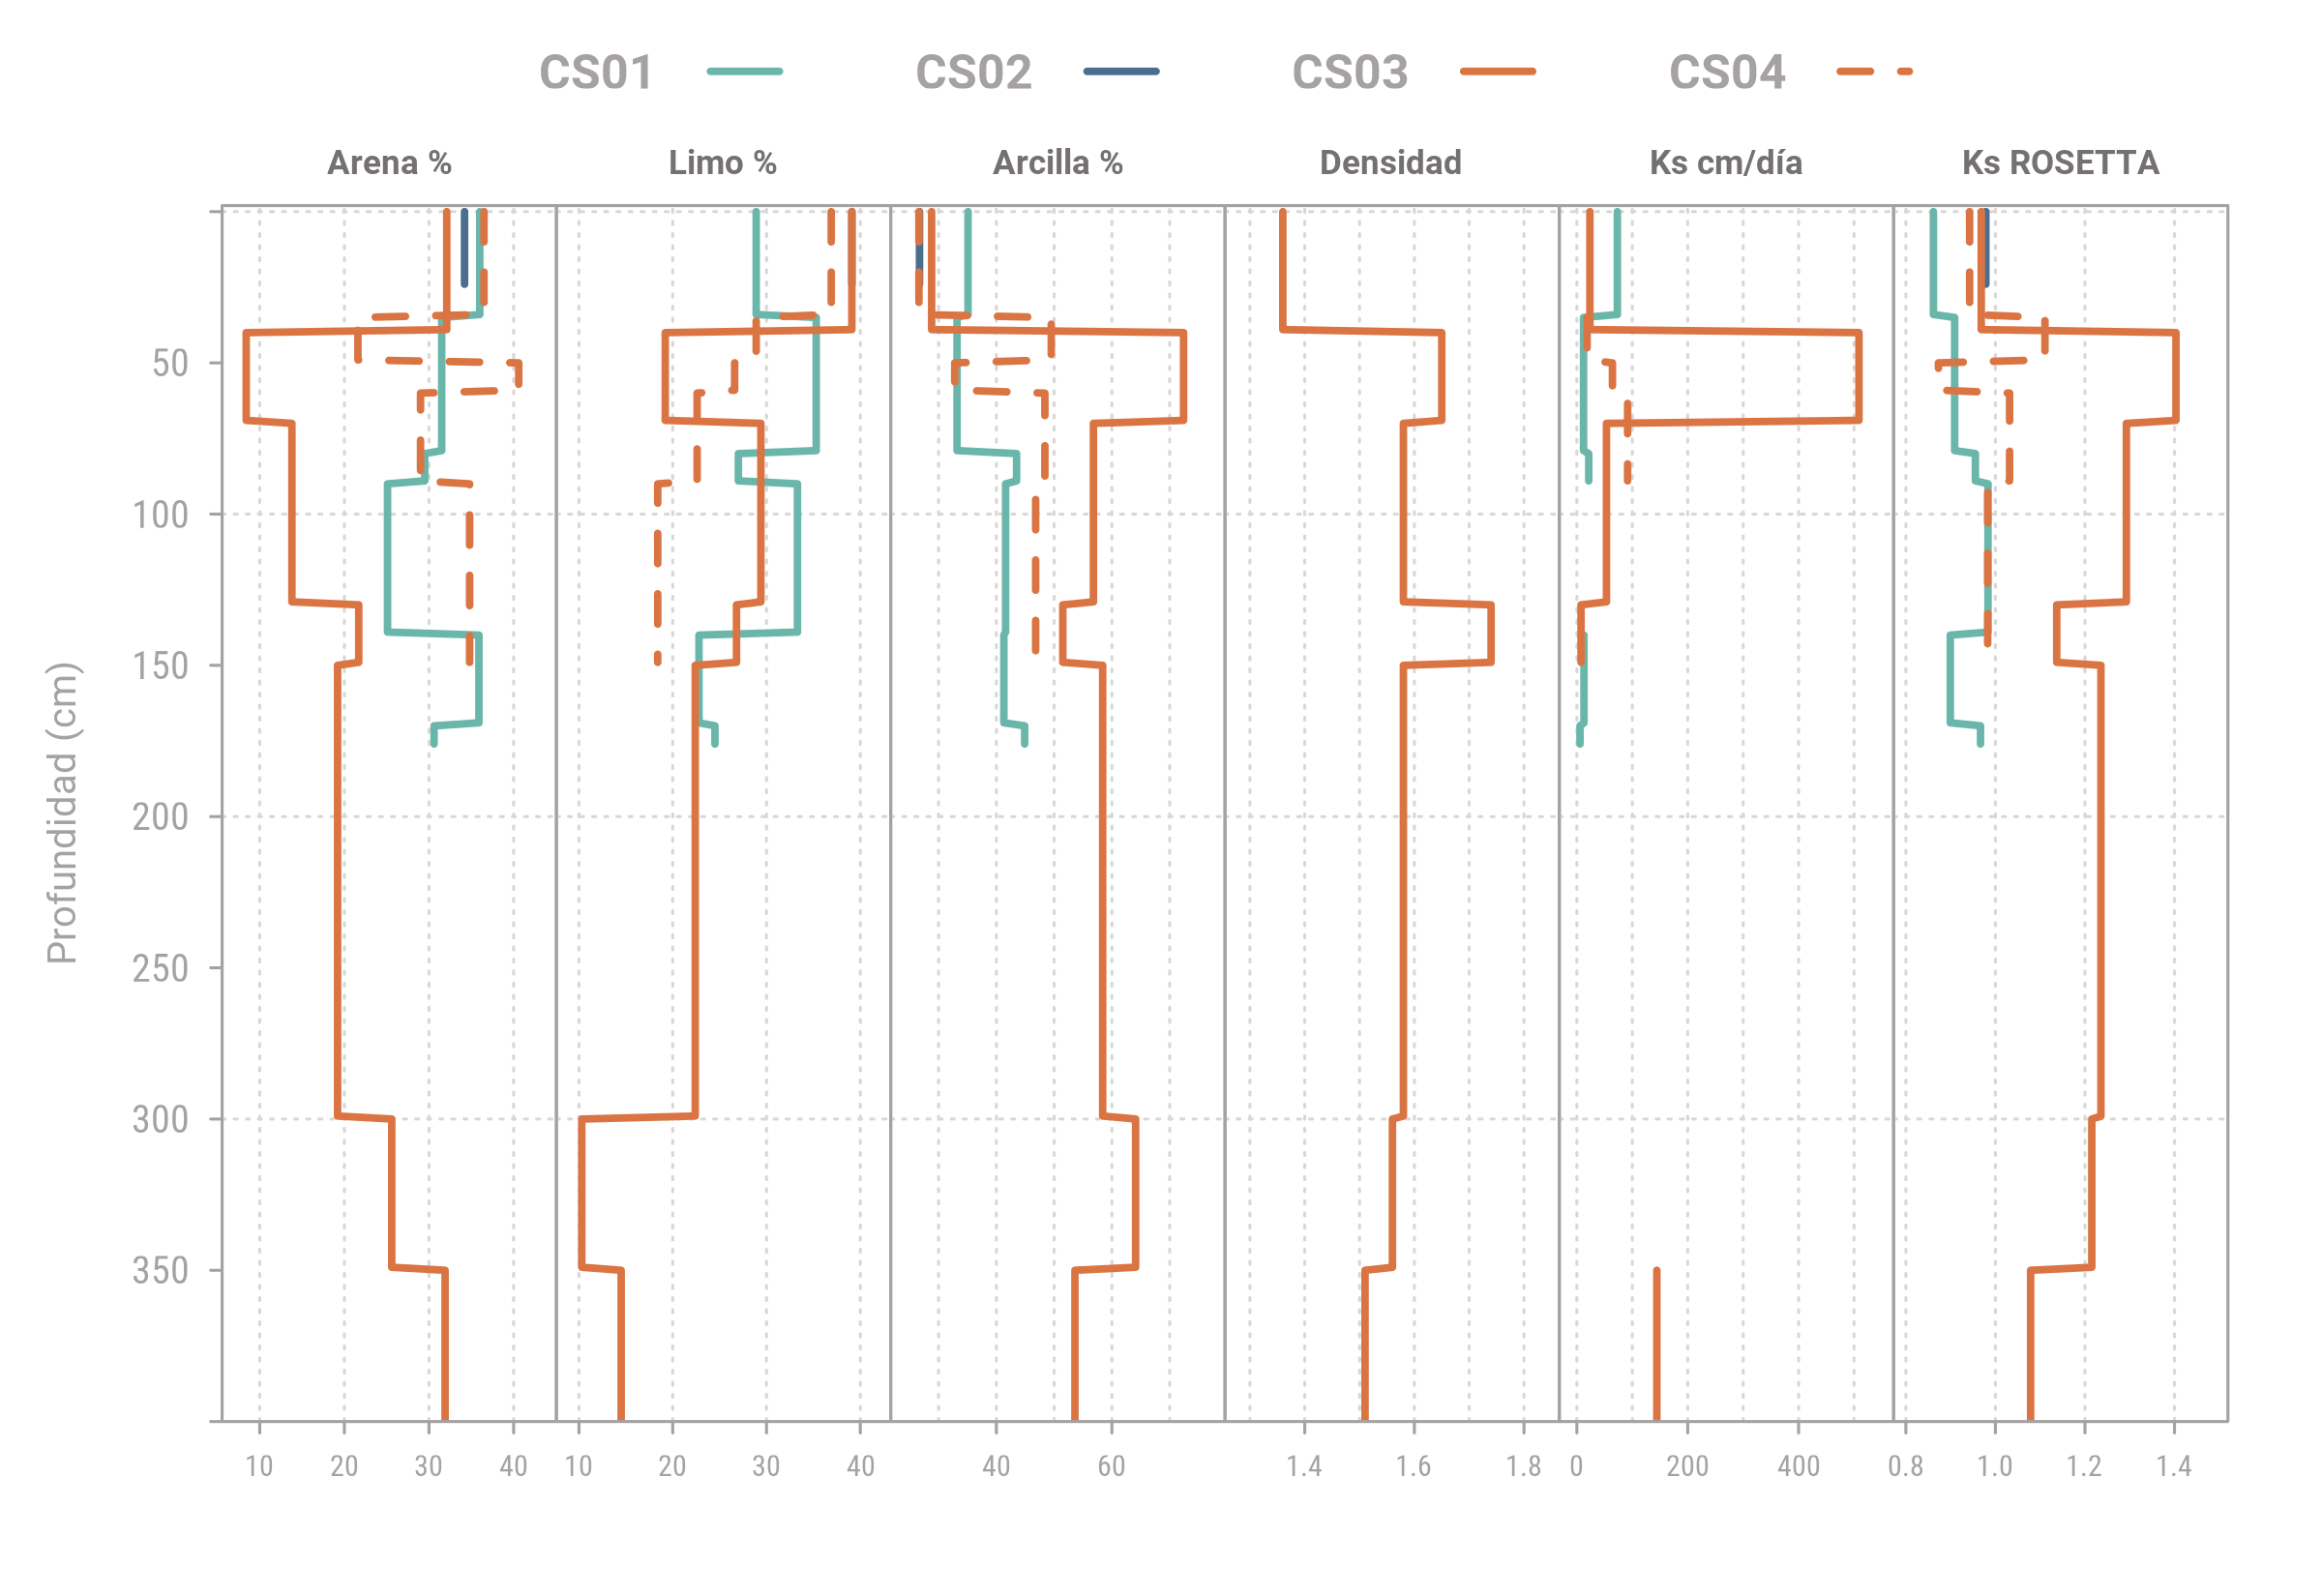 CS01 CS02 CS03 CS04
Arena % Limo % Arcilla % Densidad Ks cm/día Ks ROSETTA
Profundidad (cm)
50
100
150
200
250
300
350
10 20 30 40 10 20 30 40 40 60 1.4 1.6 1.8 0 200 400 0.8 1.0 1.2 1.4